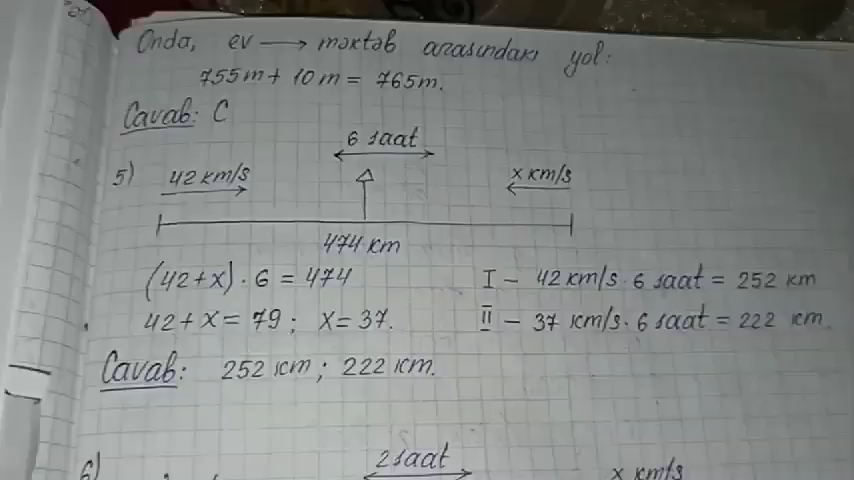 Onda, ev → məktəb arasındakı yol:
755m + 10m = 765m.
Cavab: C
6 saat
5) 42 km/s x km/s
474 km
(42+x) · 6 = 474 I – 42 km/s · 6 saat = 252 km
42 + x = 79 ; x = 37. II – 37 km/s · 6 saat = 222 km.
Cavab: 252 km ; 222 km.
6) 2 saat x km/s